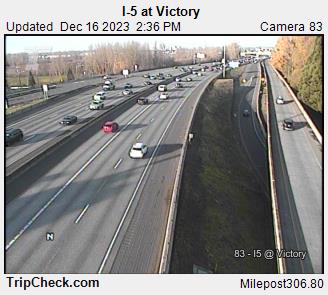 I-5 at Victory
Updated Dec 16 2023 2:36 PM Camera 83
N
83 - I5 @ Victory
TripCheck.com Milepost306.80